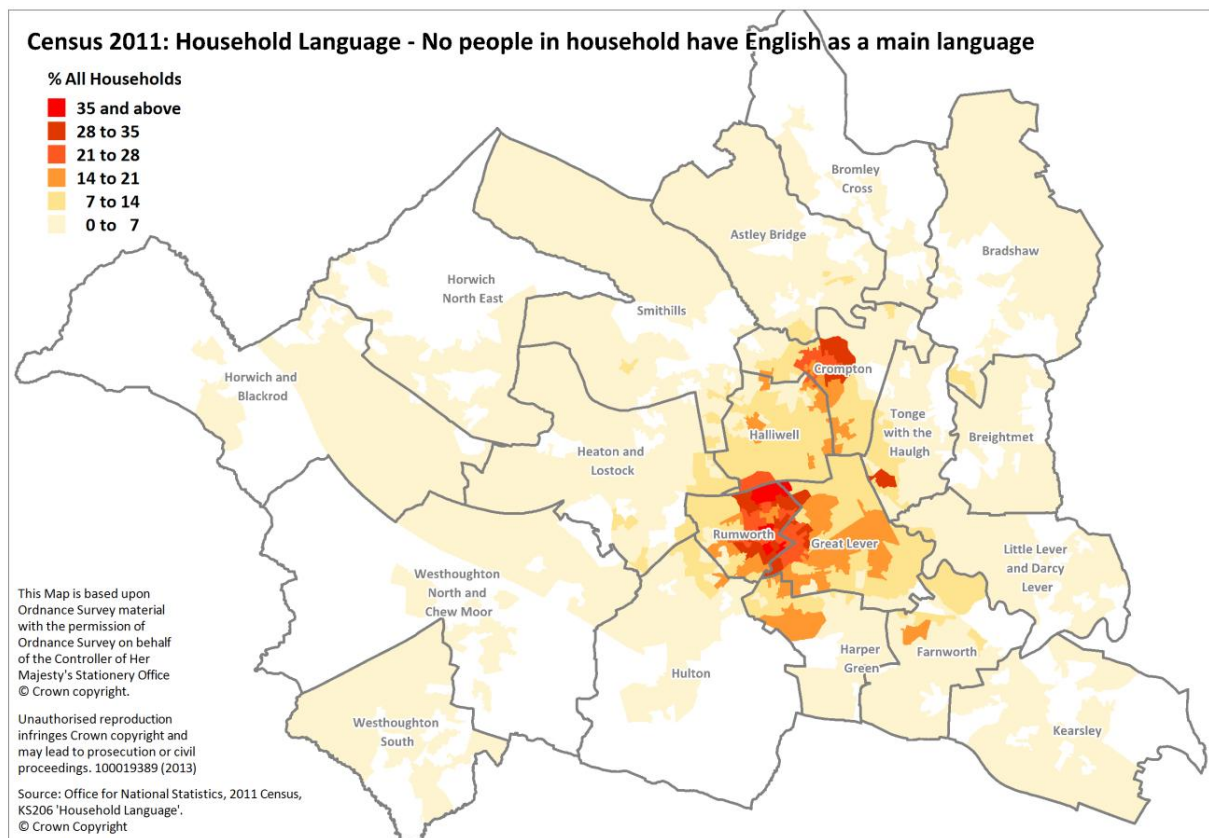 Census 2011: Household Language - No people in household have English as a main language
% All Households
35 and above
28 to 35
21 to 28
14 to 21
7 to 14
0 to 7
Bromley
Cross
Astley Bridge
Bradshaw
Horwich
North East
Smithills
Horwich and
Blackrod
Crompton
Halliwell
Tonge
with the
Haulgh
Breightmet
Heaton and
Lostock
Rumworth
Great Lever
Little Lever
and Darcy
Lever
Westhoughton
North and
Chew Moor
Hulton
Harper
Green
Farnworth
Kearsley
Westhoughton
South
This Map is based upon
Ordnance Survey material
with the permission of
Ordnance Survey on behalf
of the Controller of Her
Majesty's Stationery Office
© Crown copyright.
Unauthorised reproduction
infringes Crown copyright and
may lead to prosecution or civil
proceedings. 100019389 (2013)
Source: Office for National Statistics, 2011 Census,
KS206 'Household Language'.
© Crown Copyright